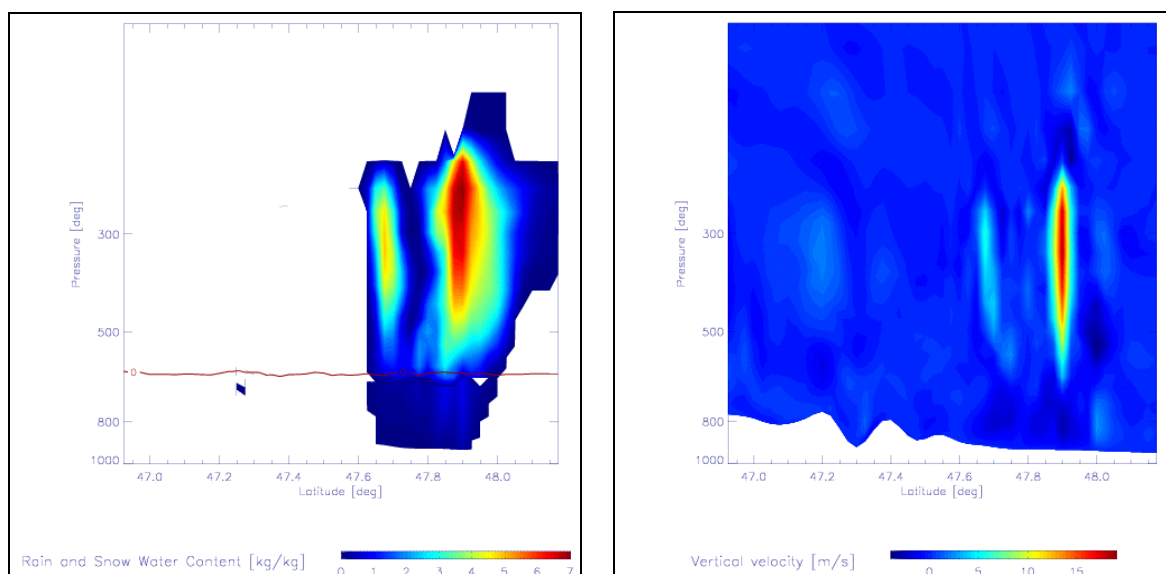 Pressure [deg]
300
500
800
1000
0
47.0 47.2 47.4 47.6 47.8 48.0
Latitude [deg]
Rain and Snow Water Content [kg/kg]
0 1 2 3 4 5 6 7
Pressure [deg]
300
500
800
1000
47.0 47.2 47.4 47.6 47.8 48.0
Latitude [deg]
Vertical velocity [m/s]
0 5 10 15